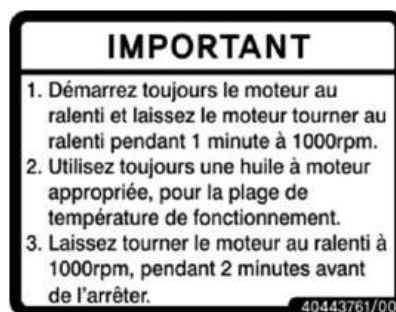 IMPORTANT
1. Démarrez toujours le moteur au
ralenti et laissez le moteur tourner au
ralenti pendant 1 minute à 1000rpm.
2. Utilisez toujours une huile à moteur
appropriée, pour la plage de
température de fonctionnement.
3. Laissez tourner le moteur au ralenti à
1000rpm, pendant 2 minutes avant
de l'arrêter.
40443761/00